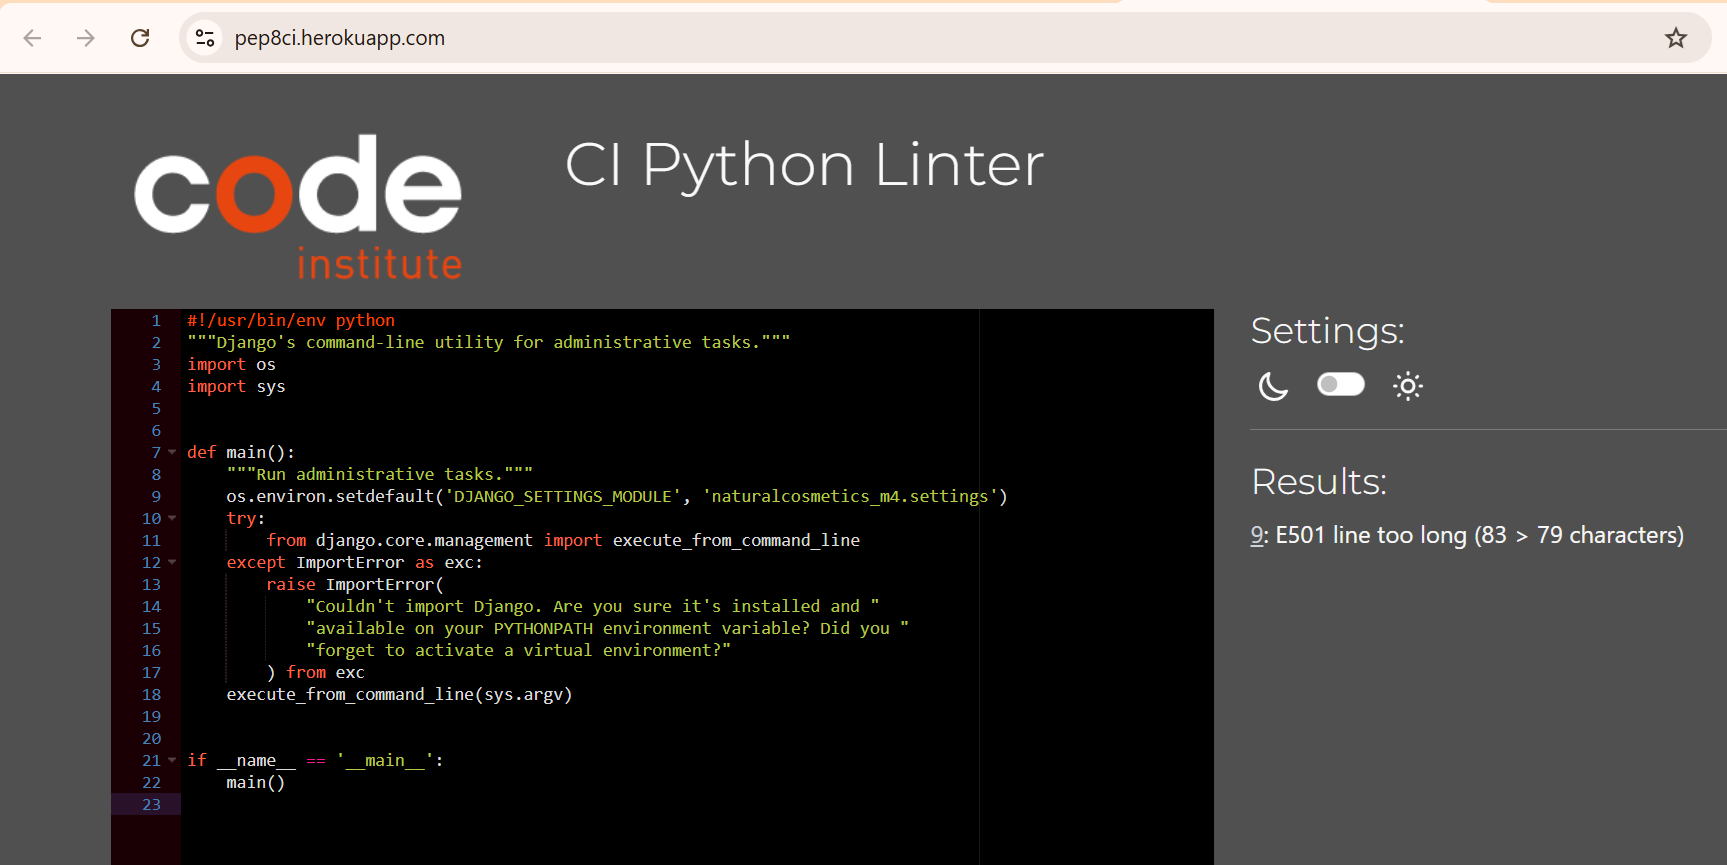 pep8ci.herokuapp.com
code
institute
CI Python Linter
1 #!/usr/bin/env python
2 """Django's command-line utility for administrative tasks."""
3 import os
4 import sys
5
6
7 def main():
8     """Run administrative tasks."""
9     os.environ.setdefault('DJANGO_SETTINGS_MODULE', 'naturalcosmetics_m4.settings')
10     try:
11         from django.core.management import execute_from_command_line
12     except ImportError as exc:
13         raise ImportError(
14             "Couldn't import Django. Are you sure it's installed and "
15             "available on your PYTHONPATH environment variable? Did you "
16             "forget to activate a virtual environment?"
17         ) from exc
18     execute_from_command_line(sys.argv)
19
20
21 if __name__ == '__main__':
22     main()
23
Settings:
Results:
9: E501 line too long (83 > 79 characters)